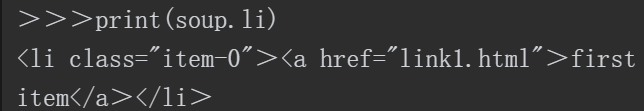 >>>print(soup.li)
<li class="item-0"><a href="link1.html">first
item</a></li>